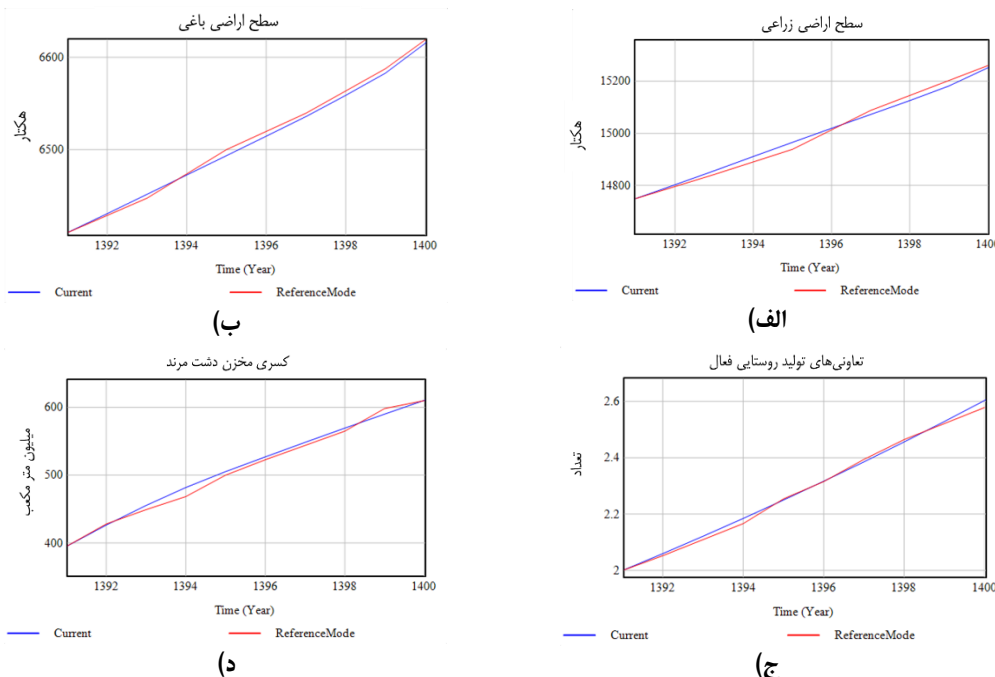 سطح اراضی زراعی
هکتار
15200
15000
14800
1392 1394 1396 1398 1400
Time (Year)
Current ReferenceMode
الف)
سطح اراضی باغی
هکتار
6600
6500
1392 1394 1396 1398 1400
Time (Year)
Current ReferenceMode
ب)
تعاونی‌های تولید روستایی فعال
تعداد
2.6
2.4
2.2
2
1392 1394 1396 1398 1400
Time (Year)
Current ReferenceMode
ج)
کسری مخزن دشت مرند
میلیون متر مکعب
600
500
400
1392 1394 1396 1398 1400
Time (Year)
Current ReferenceMode
د)